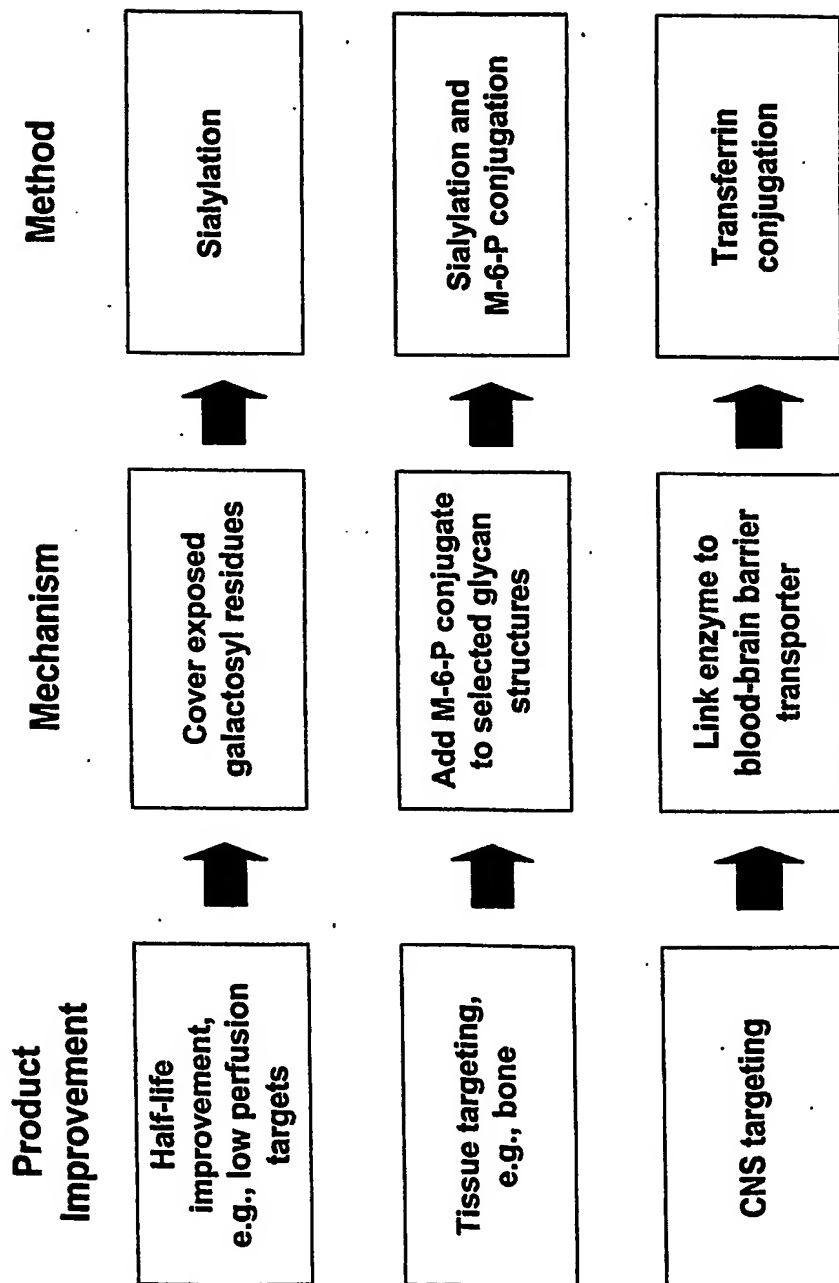 Product
Improvement
Mechanism
Method
Half-life
improvement,
e.g., low perfusion
targets
Cover exposed
galactosyl residues
Sialylation
Tissue targeting,
e.g., bone
Add M-6-P conjugate
to selected glycan
structures
Sialylation and
M-6-P conjugation
CNS targeting
Link enzyme to
blood-brain barrier
transporter
Transferrin
conjugation